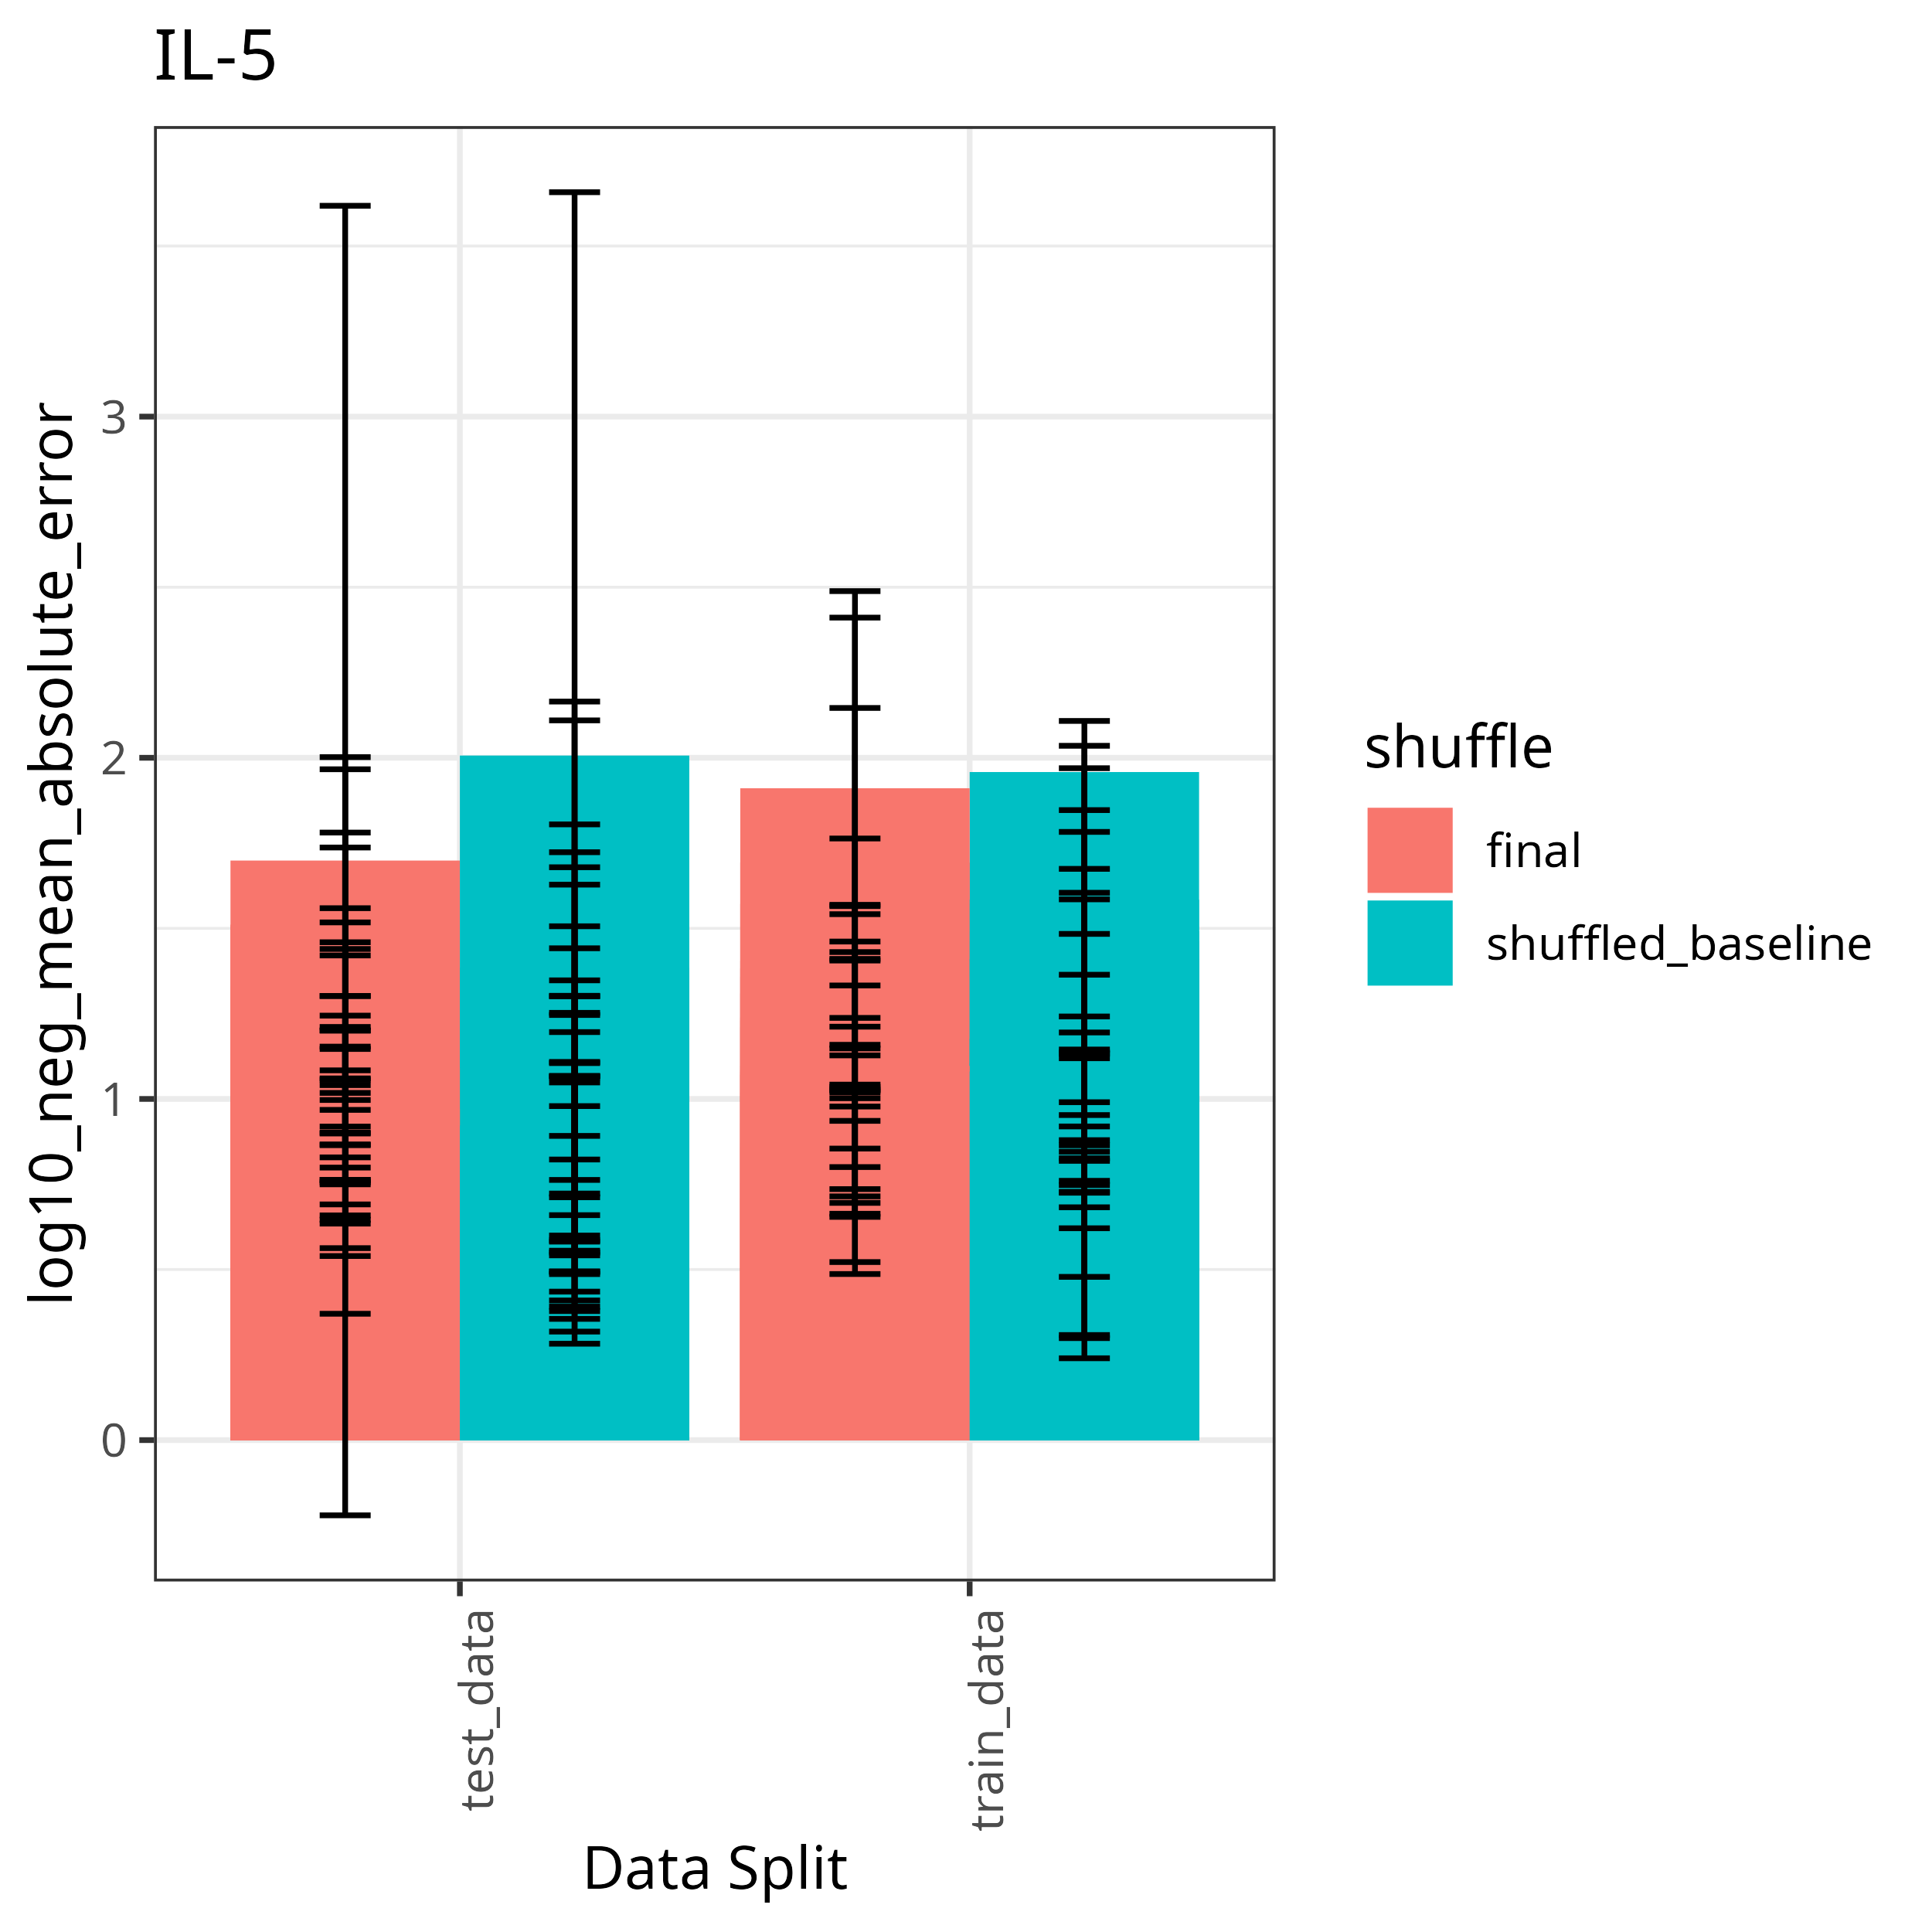 IL-5
log10_neg_mean_absolute_error
3
2
1
0
test_data
train_data
Data Split
shuffle
final
shuffled_baseline